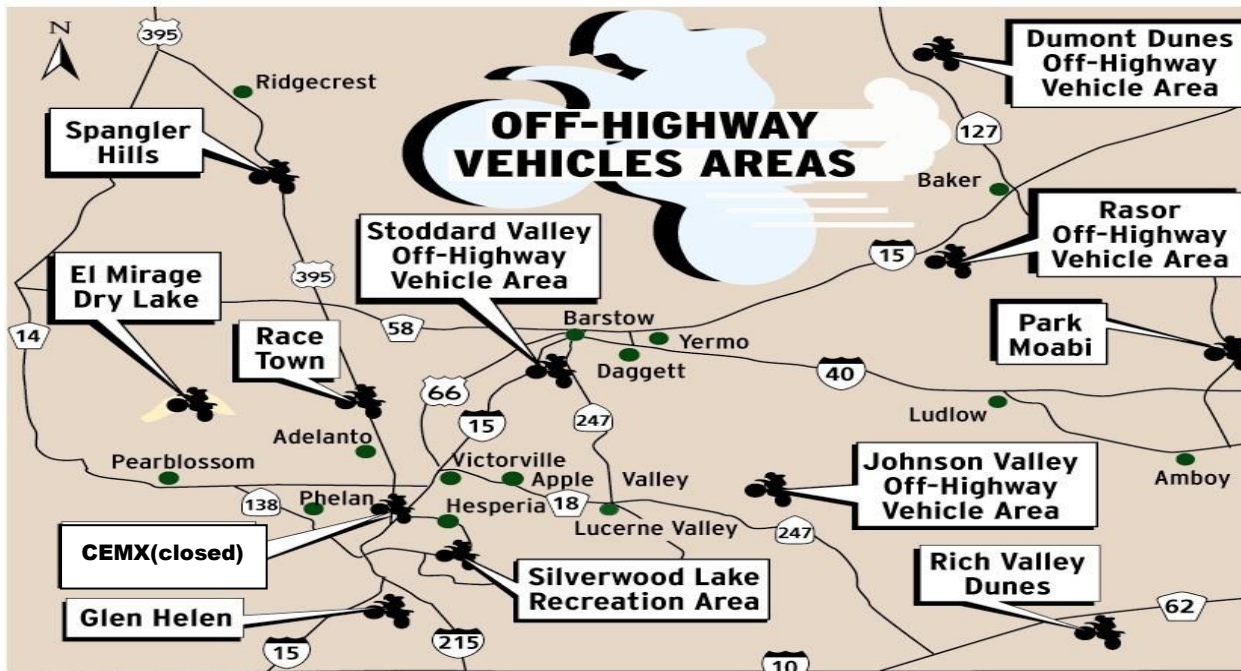 N
395
Ridgecrest
Spangler
Hills
OFF-HIGHWAY
VEHICLES AREAS
Dumont Dunes
Off-Highway
Vehicle Area
127
Baker
Stoddard Valley
Off-Highway
Vehicle Area
Rasor
Off-Highway
Vehicle Area
15
395
El Mirage
Dry Lake
14
58
Race
Town
Barstow
Yermo
Daggett
Park
Moabi
66
15
247
40
Ludlow
Adelanto
Pearblossom
Victorville
Apple
Valley
Johnson Valley
Off-Highway
Vehicle Area
Amboy
138
Phelan
Hesperia
18
Lucerne Valley
247
CEMX(closed)
Silverwood Lake
Recreation Area
Rich Valley
Dunes
Glen Helen
62
15
215
10